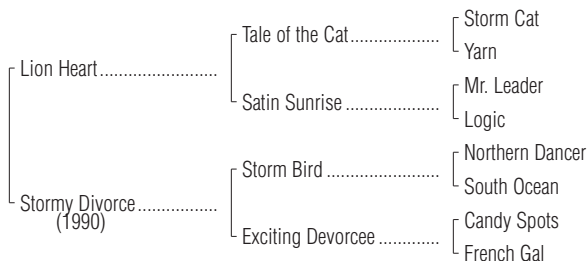 Storm Cat
Tale of the Cat....................
Yarn
Lion Heart..........................
Mr. Leader
Satin Sunrise.....................
Logic
Northern Dancer
Storm Bird.........................
South Ocean
Stormy Divorce.................
(1990)
Candy Spots
Exciting Devorcee.............
French Gal